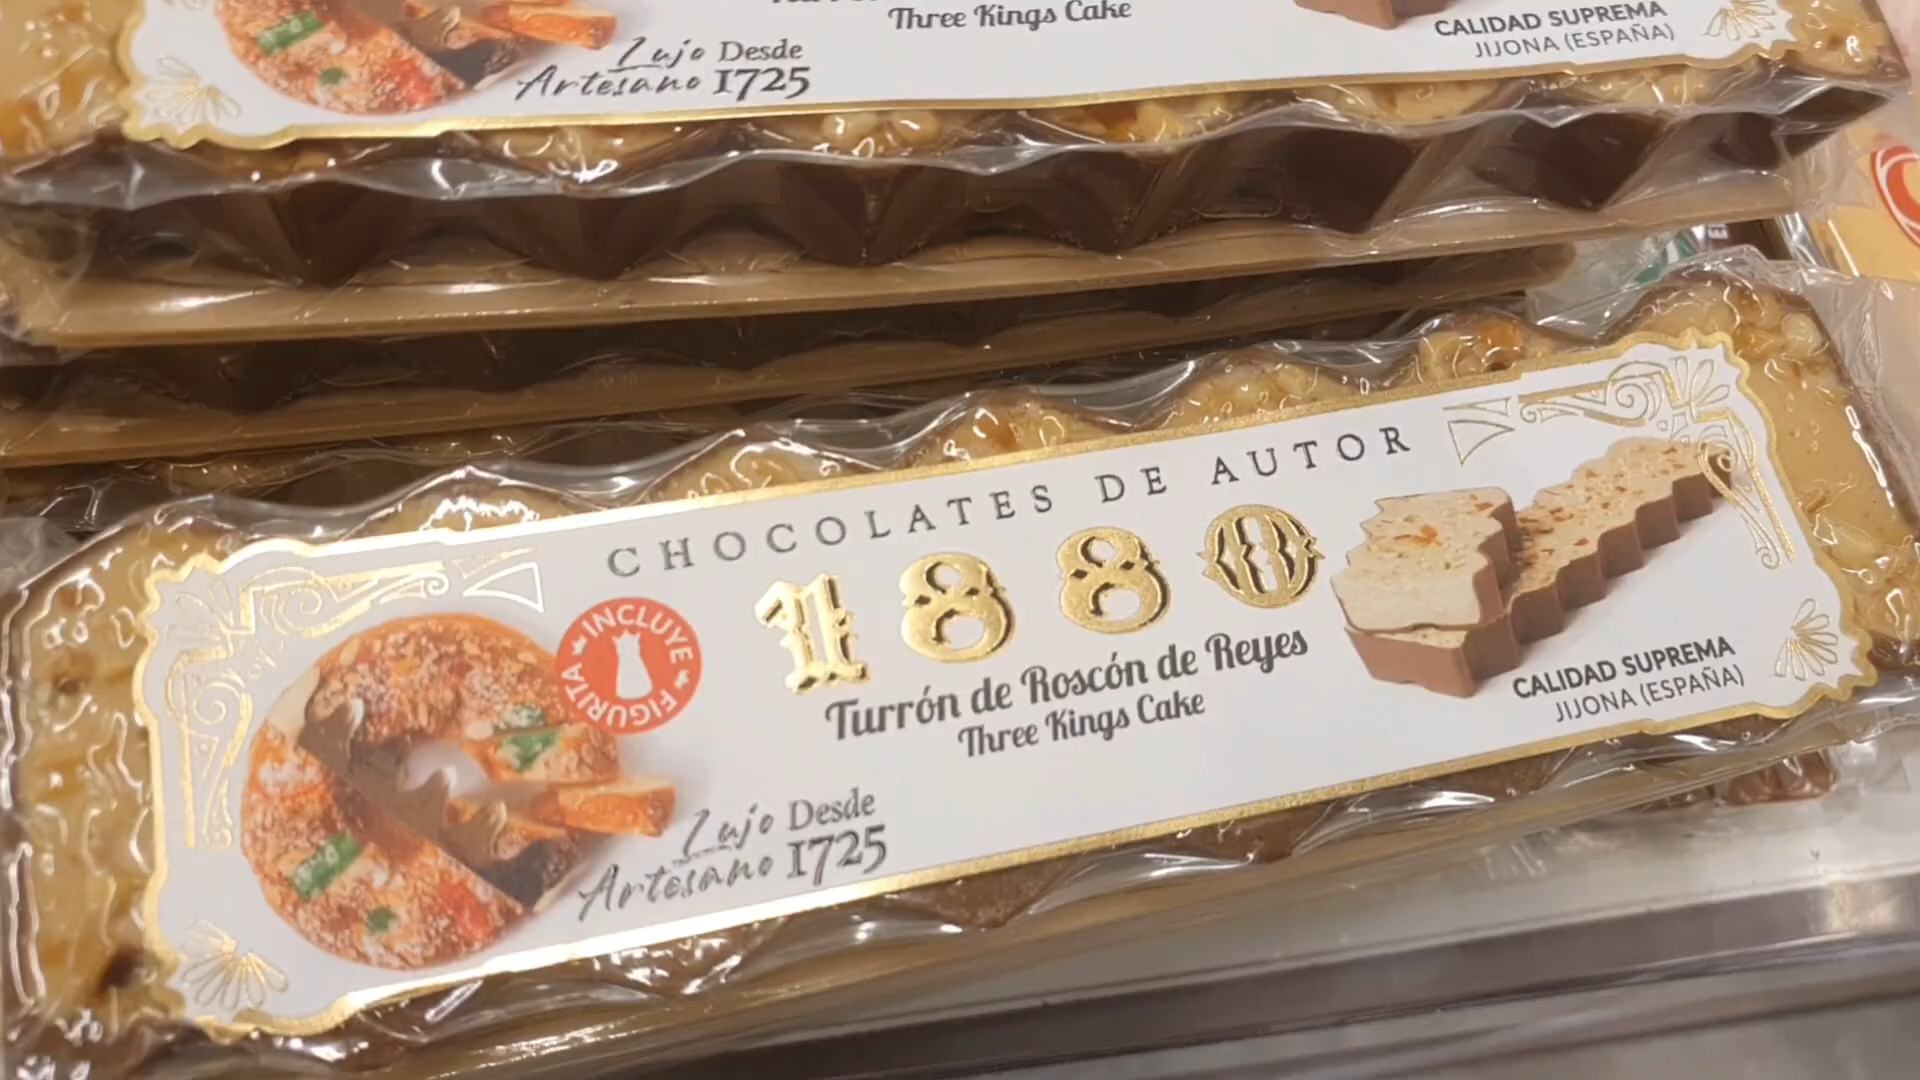 Three Kings Cake
Lujo Desde
Artesano 1725
CALIDAD SUPREMA
JIJONA (ESPAÑA)
CHOCOLATES DE AUTOR
1880
INCLUYE
FIGURITA
Turrón de Roscón de Reyes
Three Kings Cake
Lujo Desde
Artesano 1725
CALIDAD SUPREMA
JIJONA (ESPAÑA)